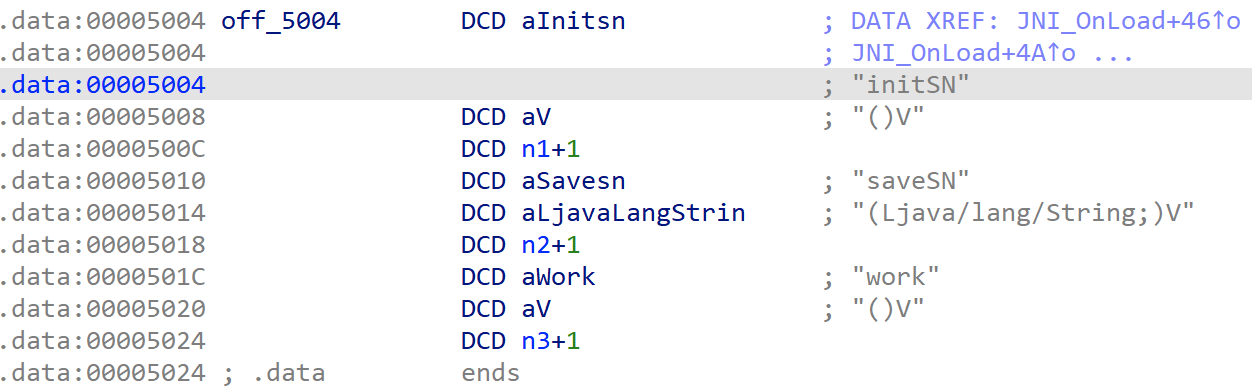 .data:00005004 off_5004        DCD aInitsn             ; DATA XREF: JNI_OnLoad+46↑o
.data:00005004                                         ; JNI_OnLoad+4A↑o ...
.data:00005004                                         ; "initSN"
.data:00005008                 DCD aV                  ; "()V"
.data:0000500C                 DCD n1+1
.data:00005010                 DCD aSavesn             ; "saveSN"
.data:00005014                 DCD aLjavaLangStrin     ; "(Ljava/lang/String;)V"
.data:00005018                 DCD n2+1
.data:0000501C                 DCD aWork               ; "work"
.data:00005020                 DCD aV                  ; "()V"
.data:00005024                 DCD n3+1
.data:00005024 ; .data         ends